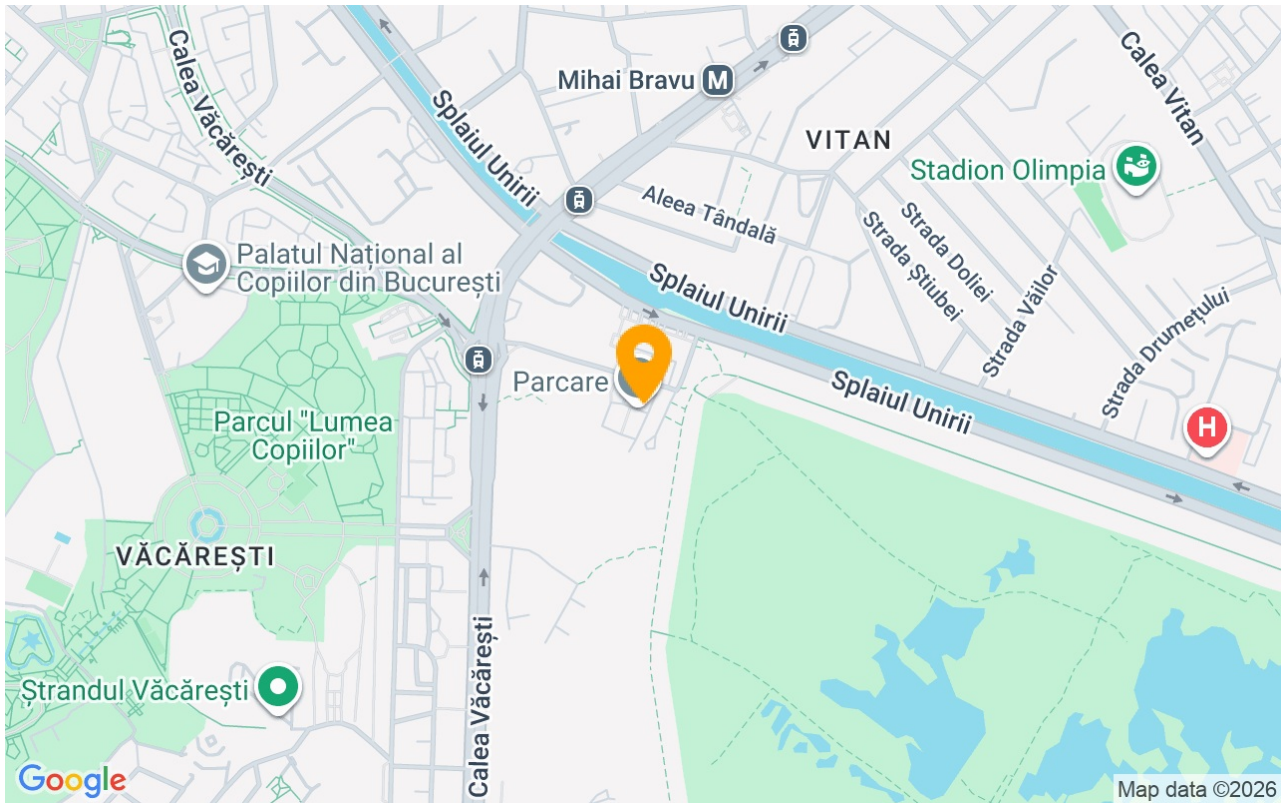 Calea Văcărești
Splaiul Unirii
Mihai Bravu
M
VITAN
Calea Vitan
Stadion Olimpia
Aleea Țândală
Strada Doliei
Strada Știubei
Strada Văilor
Strada Drumețului
Palatul Național al
Copiilor din București
Splaiul Unirii
Parcare
Splaiul Unirii
H
Parcul "Lumea
Copiilor"
VĂCĂREȘTI
Calea Văcărești
Ștrandul Văcărești
Google
Map data ©2026